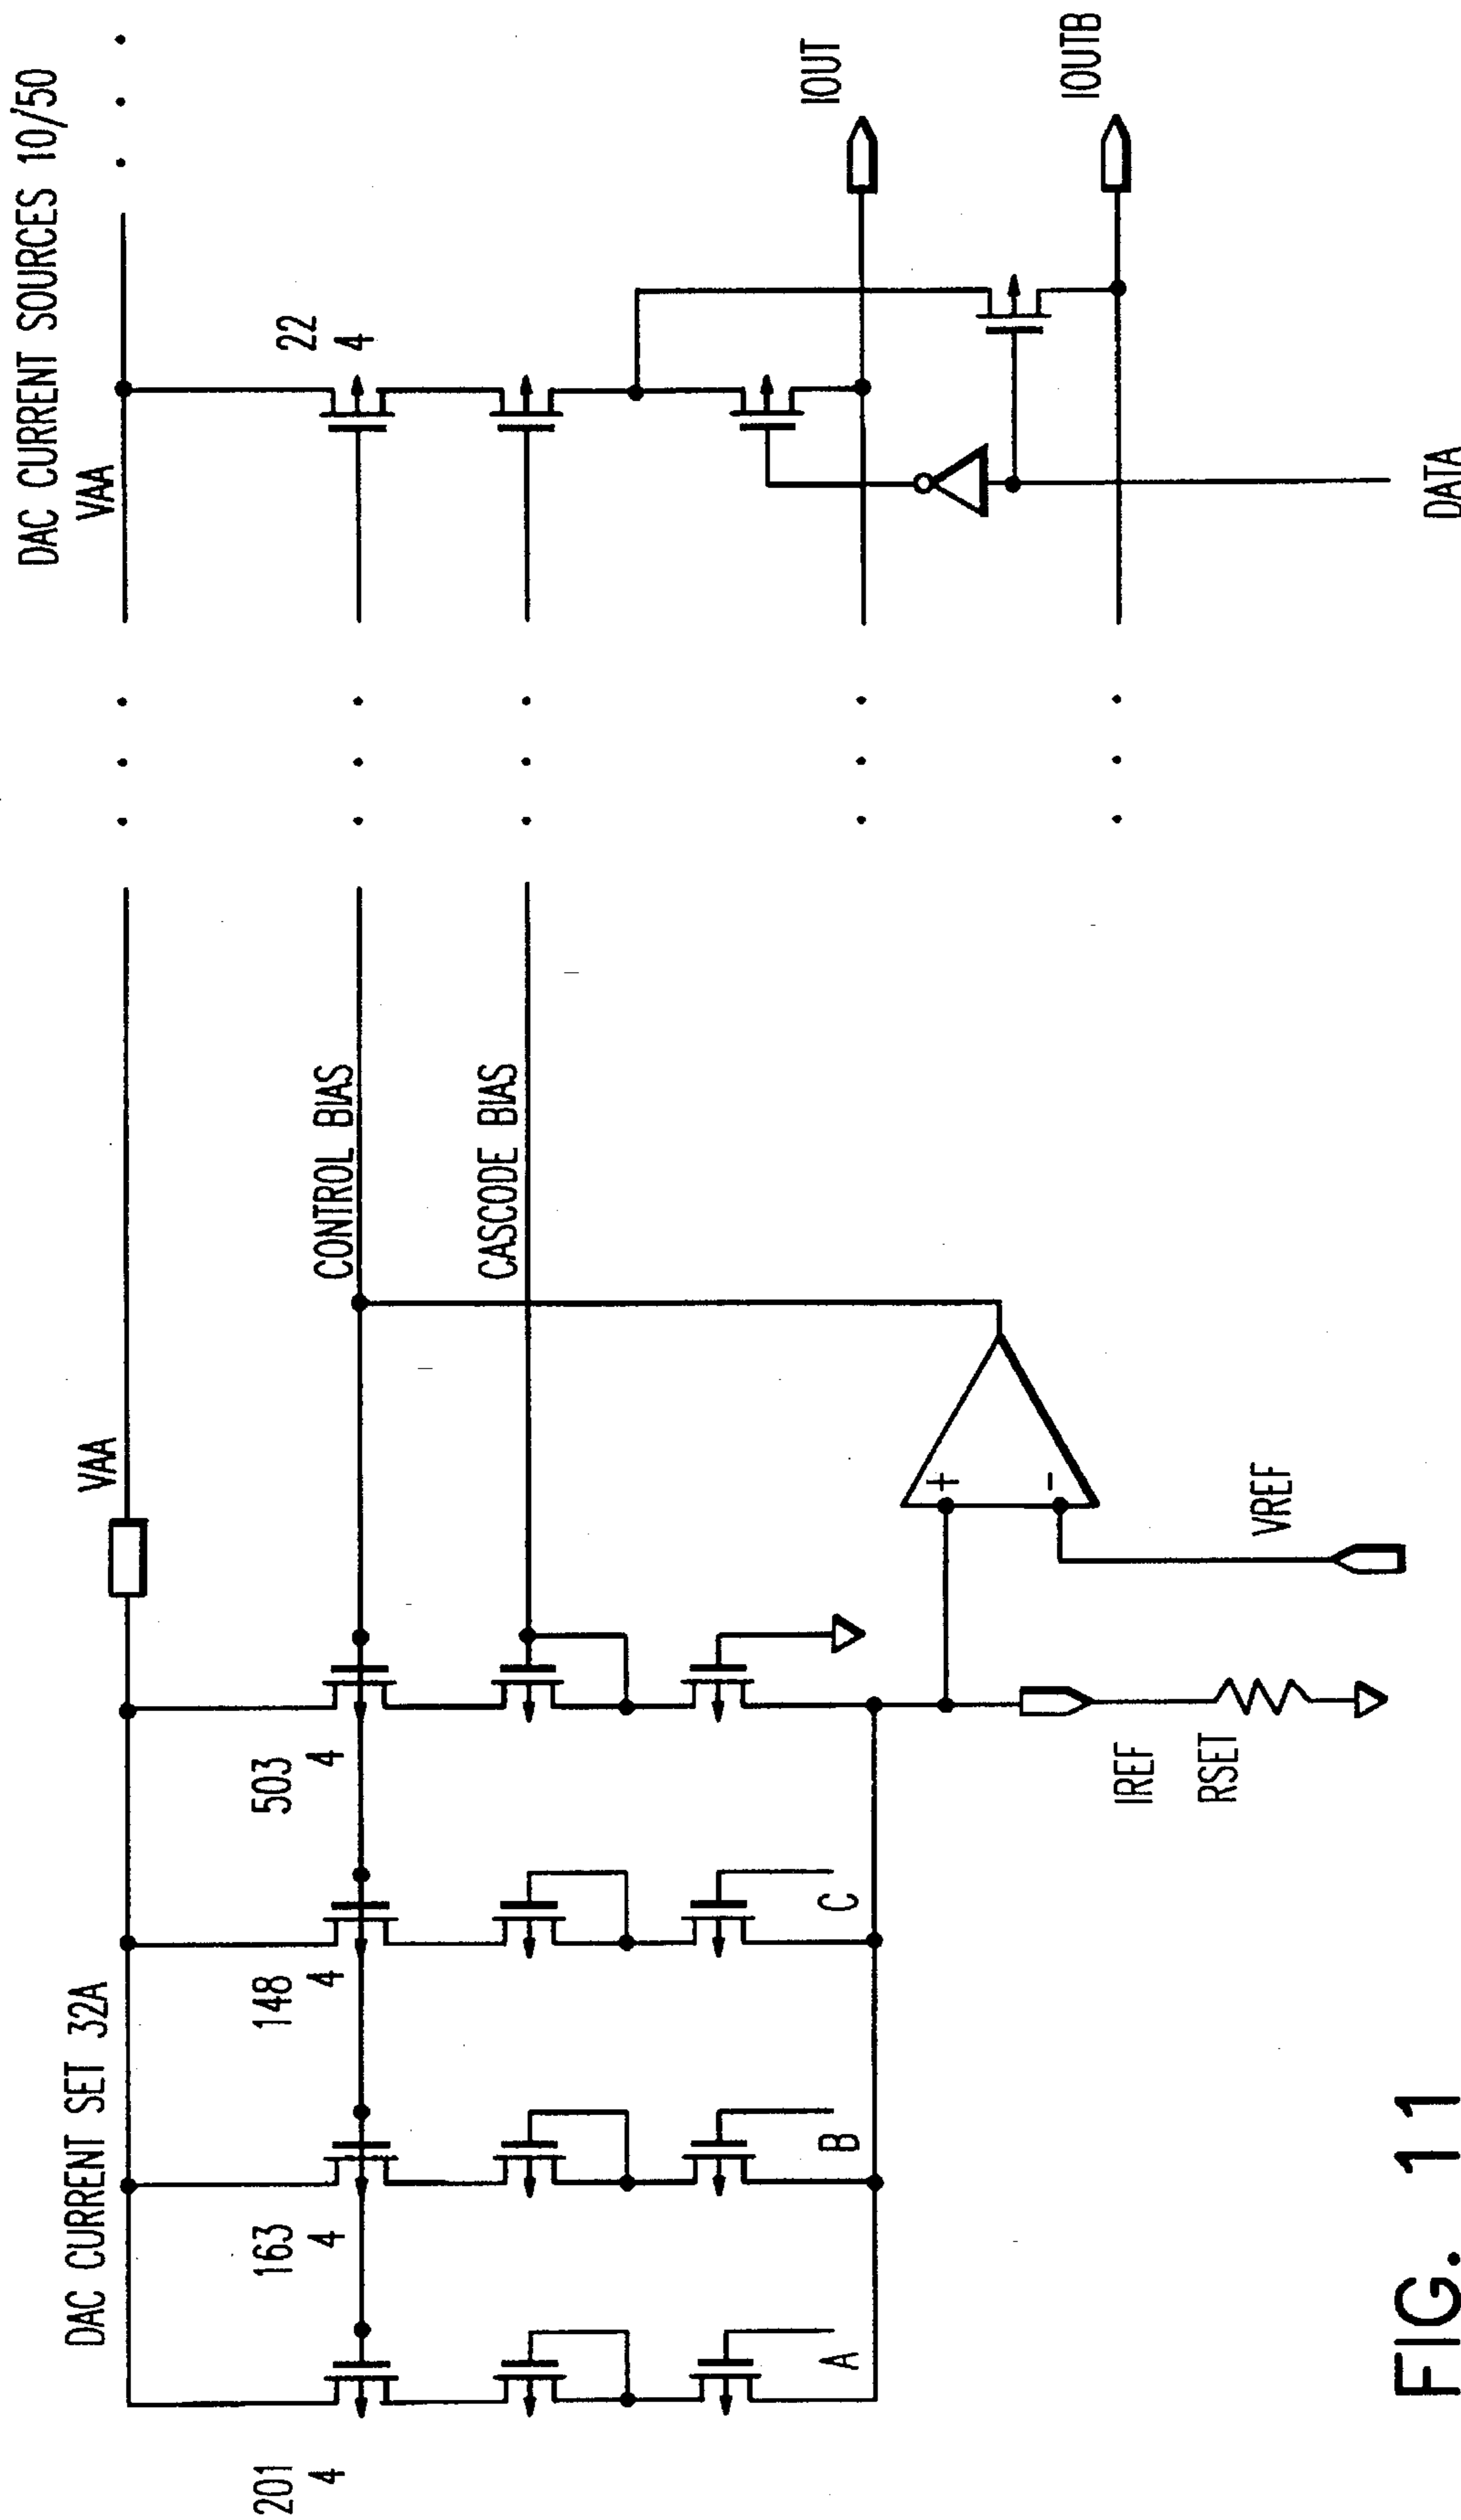 DAC CURRENT SET 32A
VAA
DAC CURRENT SOURCES 10/50
VAA
201
4
163
4
148
4
503
4
CONTROL BIAS
22
4
CASCODE BIAS
A
B
C
+
-
IREF
RSET
VREF
IOUT
IOUTB
DATA
FIG. 11